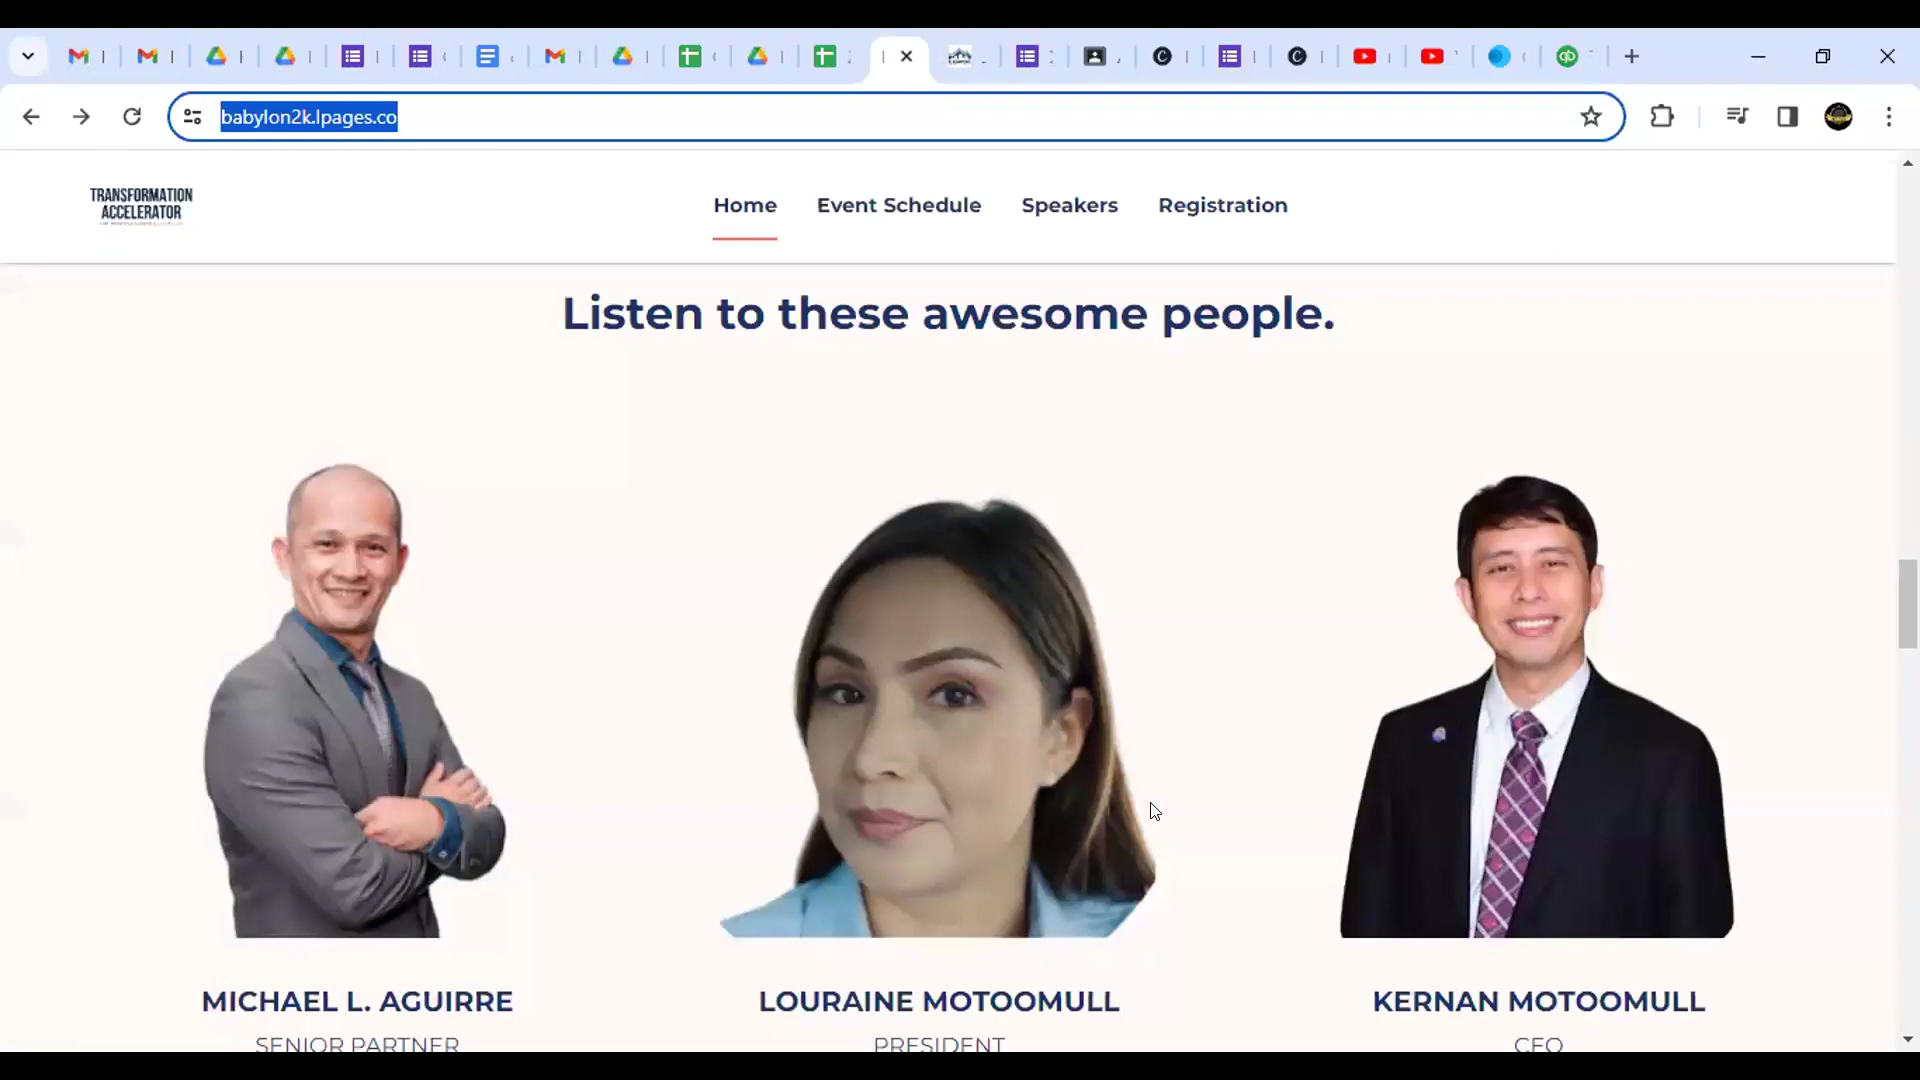 babylon2k.lpages.co
TRANSFORMATION
ACCELERATOR
Home
Event Schedule
Speakers
Registration
Listen to these awesome people.
MICHAEL L. AGUIRRE
SENIOR PARTNER
LOURAINE MOTOOMULL
PRESIDENT
KERNAN MOTOOMULL
CEO